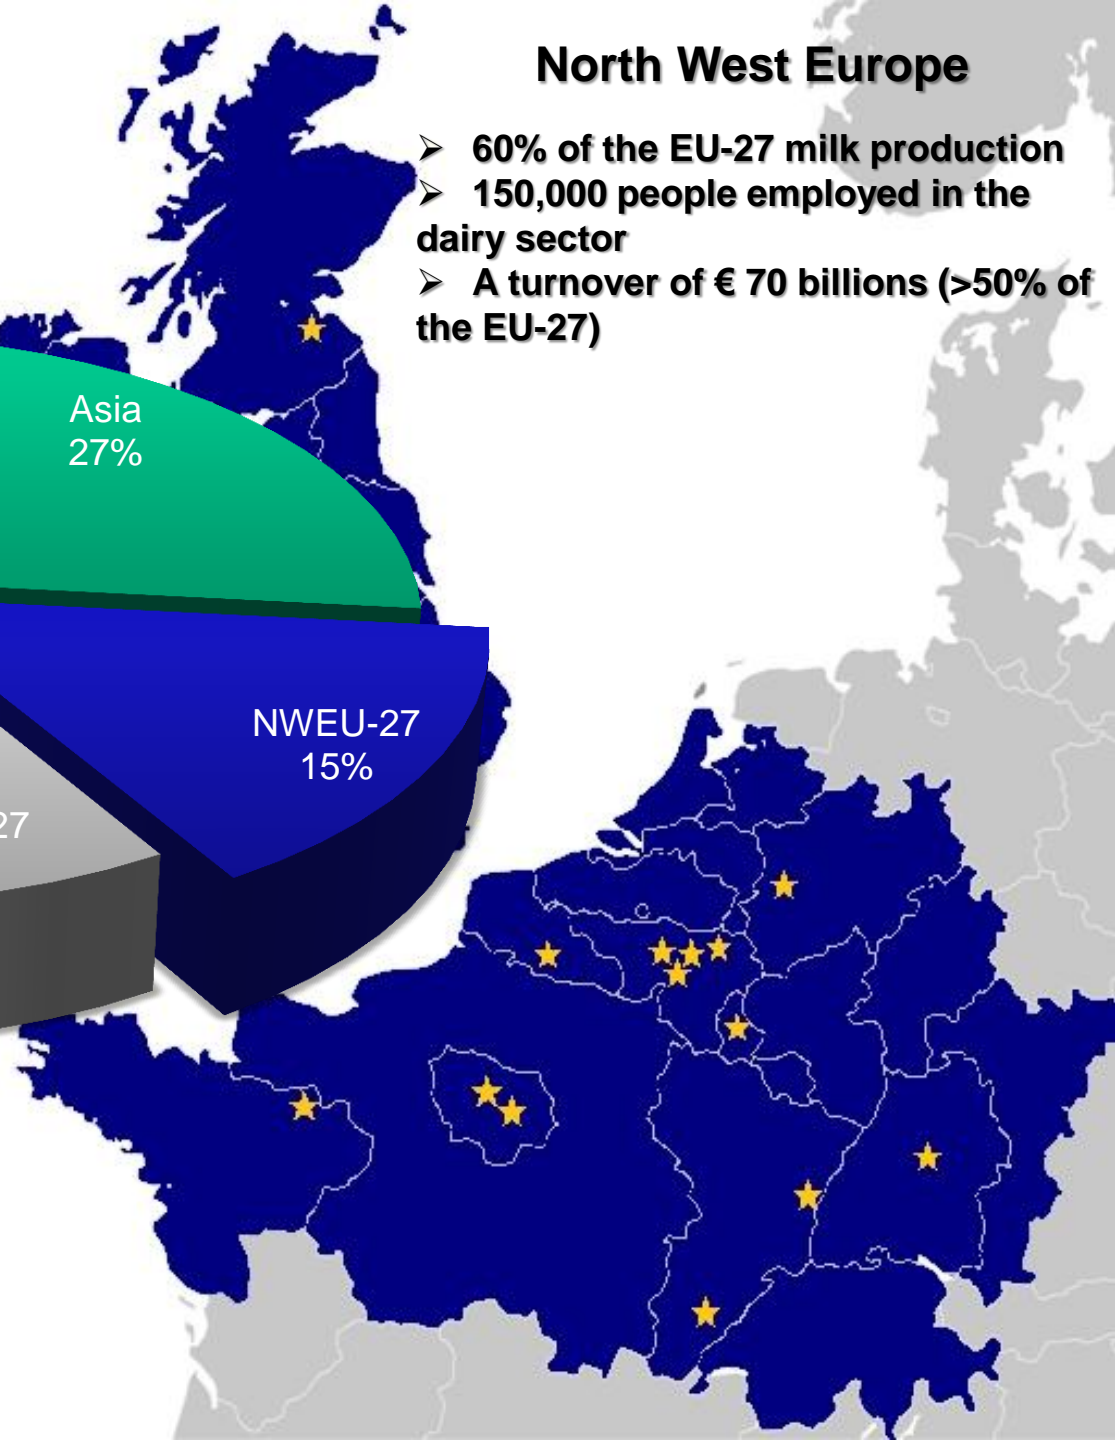 North West Europe
➢ 60% of the EU-27 milk production
➢ 150,000 people employed in the
dairy sector
➢ A turnover of € 70 billions (>50% of
the EU-27)
Asia
27%
NWEU-27
15%
27